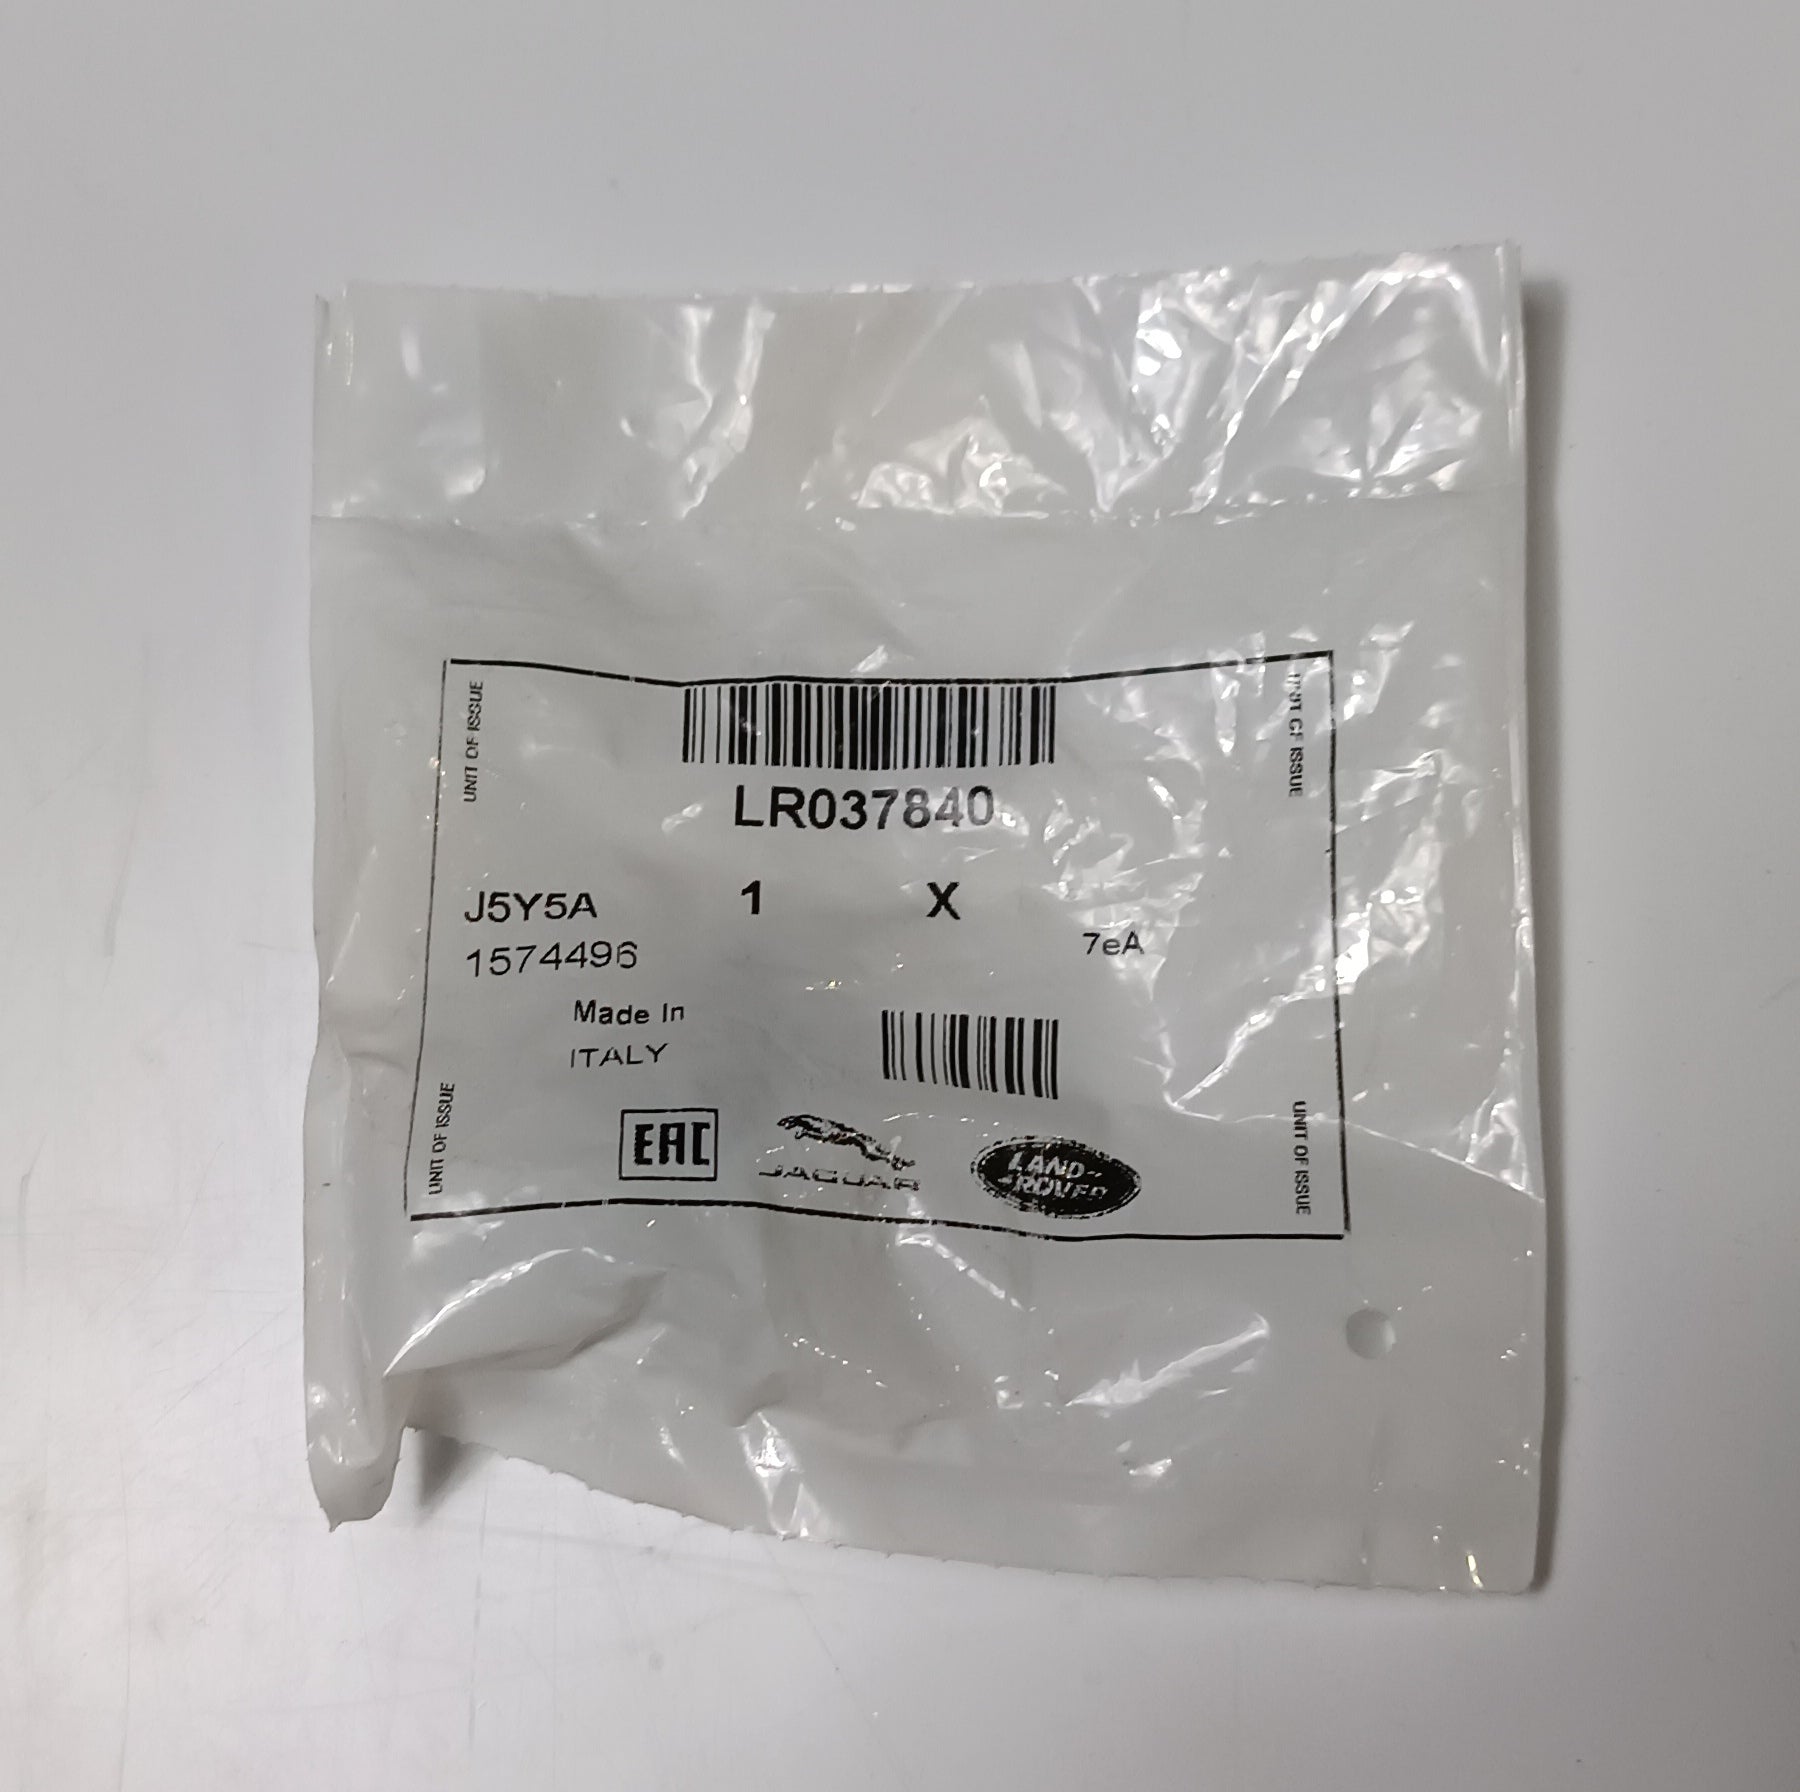 UNIT OF ISSUE
UNIT OF ISSUE
LR037840
J5Y5A 1 X
7eA
1574496
Made In
ITALY
UNIT OF ISSUE
UNIT OF ISSUE
EAC
JAGUAR
LAND-
ROVER